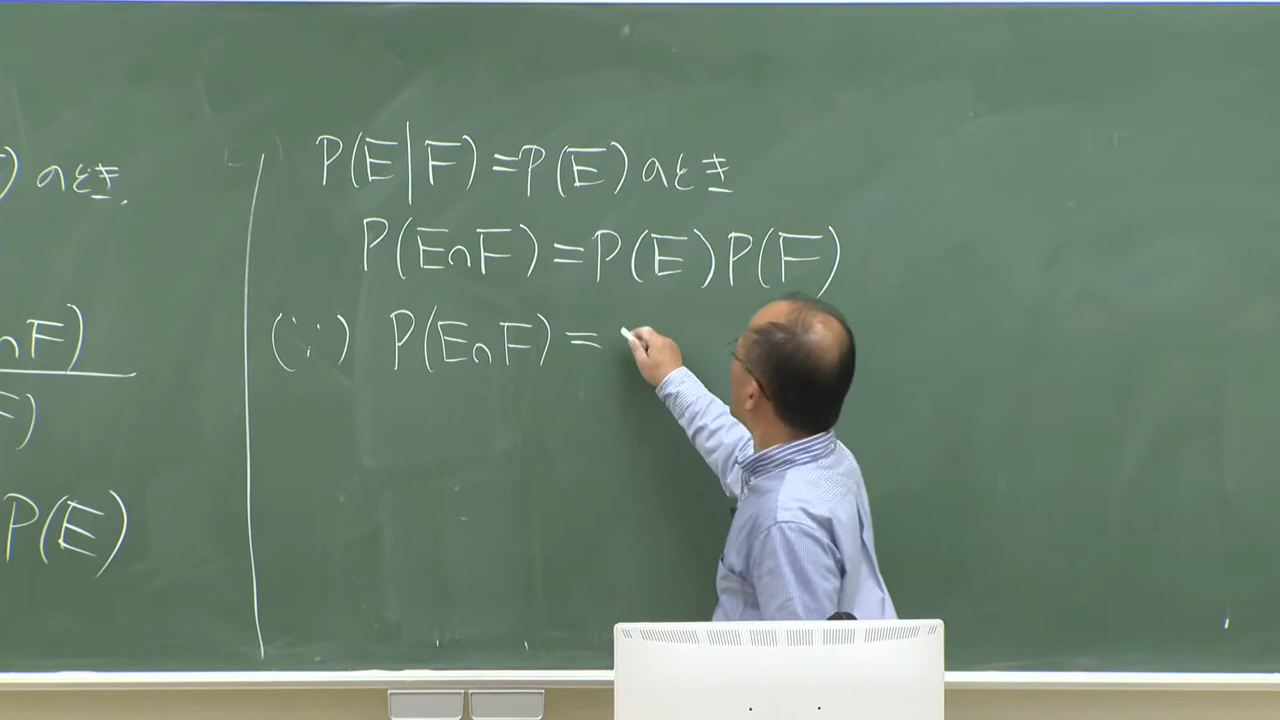 ) のとき.
∩F)
F)
P(E)
P(E|F)=P(E)のとき
P(E∩F)=P(E)P(F)
(∵) P(E∩F)=